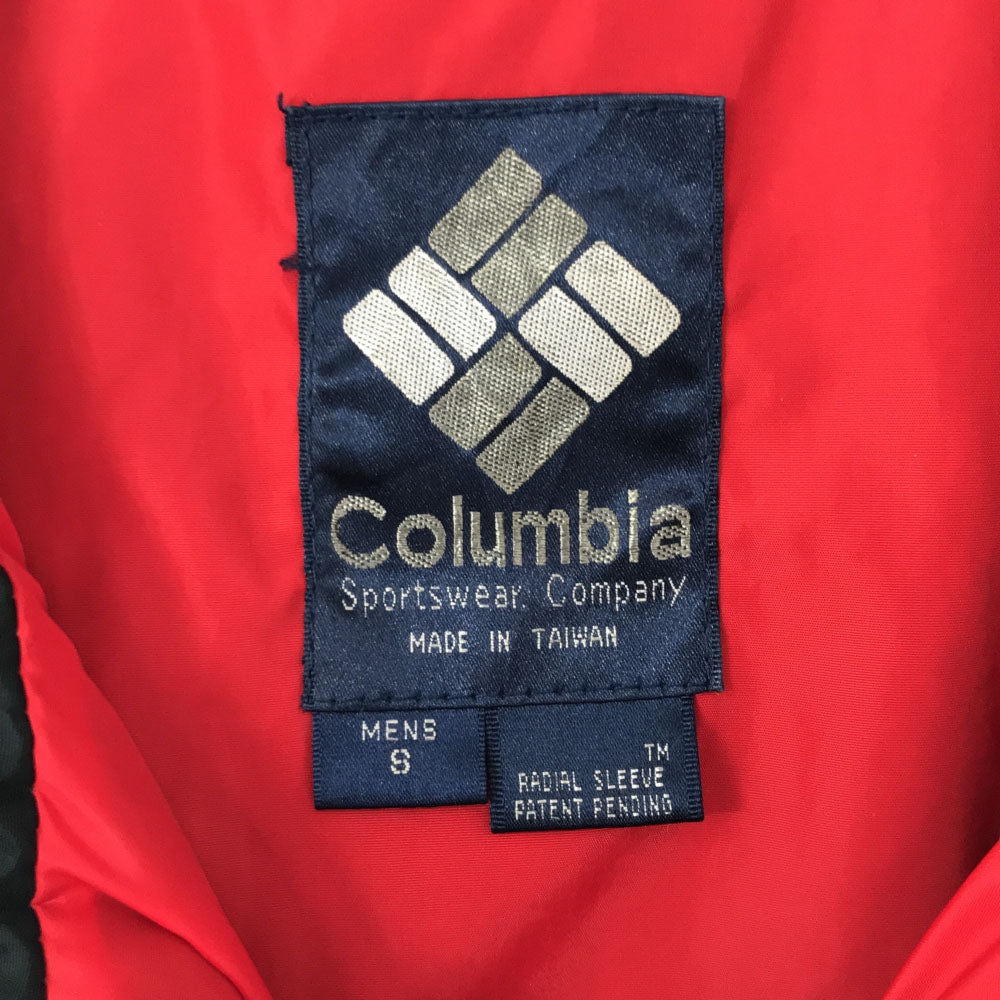 Columbia
Sportswear Company
MADE IN TAIWAN
MENS
S
TM
RADIAL SLEEVE
PATENT PENDING